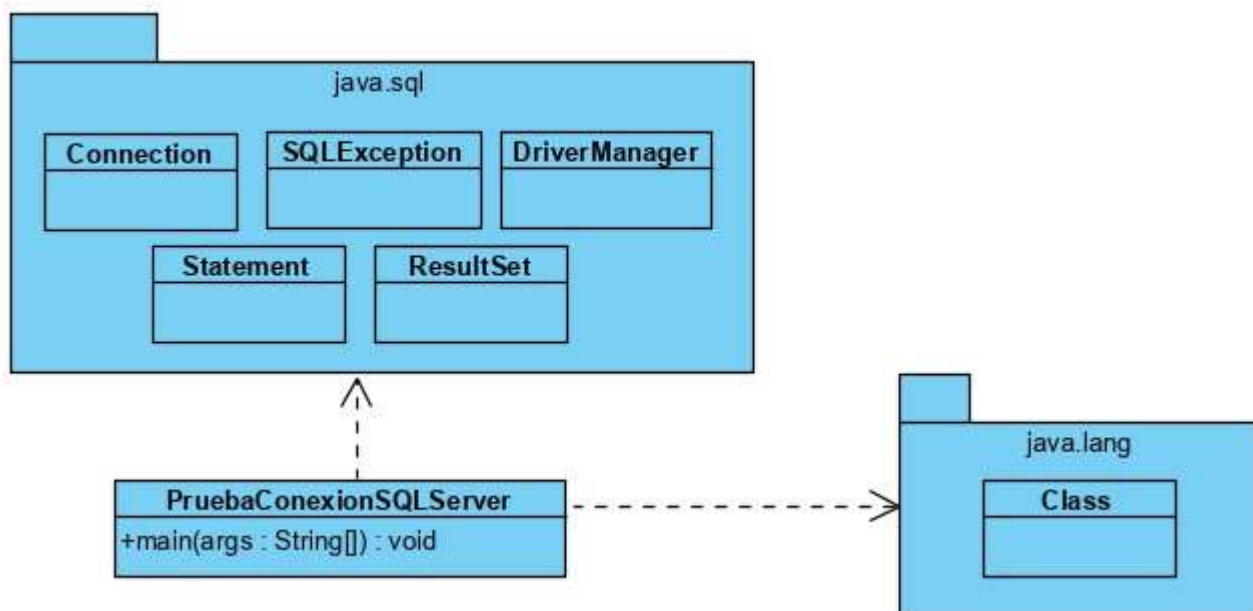 java.sql
Connection
SQLException
DriverManager
Statement
ResultSet
PruebaConexionSQLServer
+main(args : String[]) : void
java.lang
Class